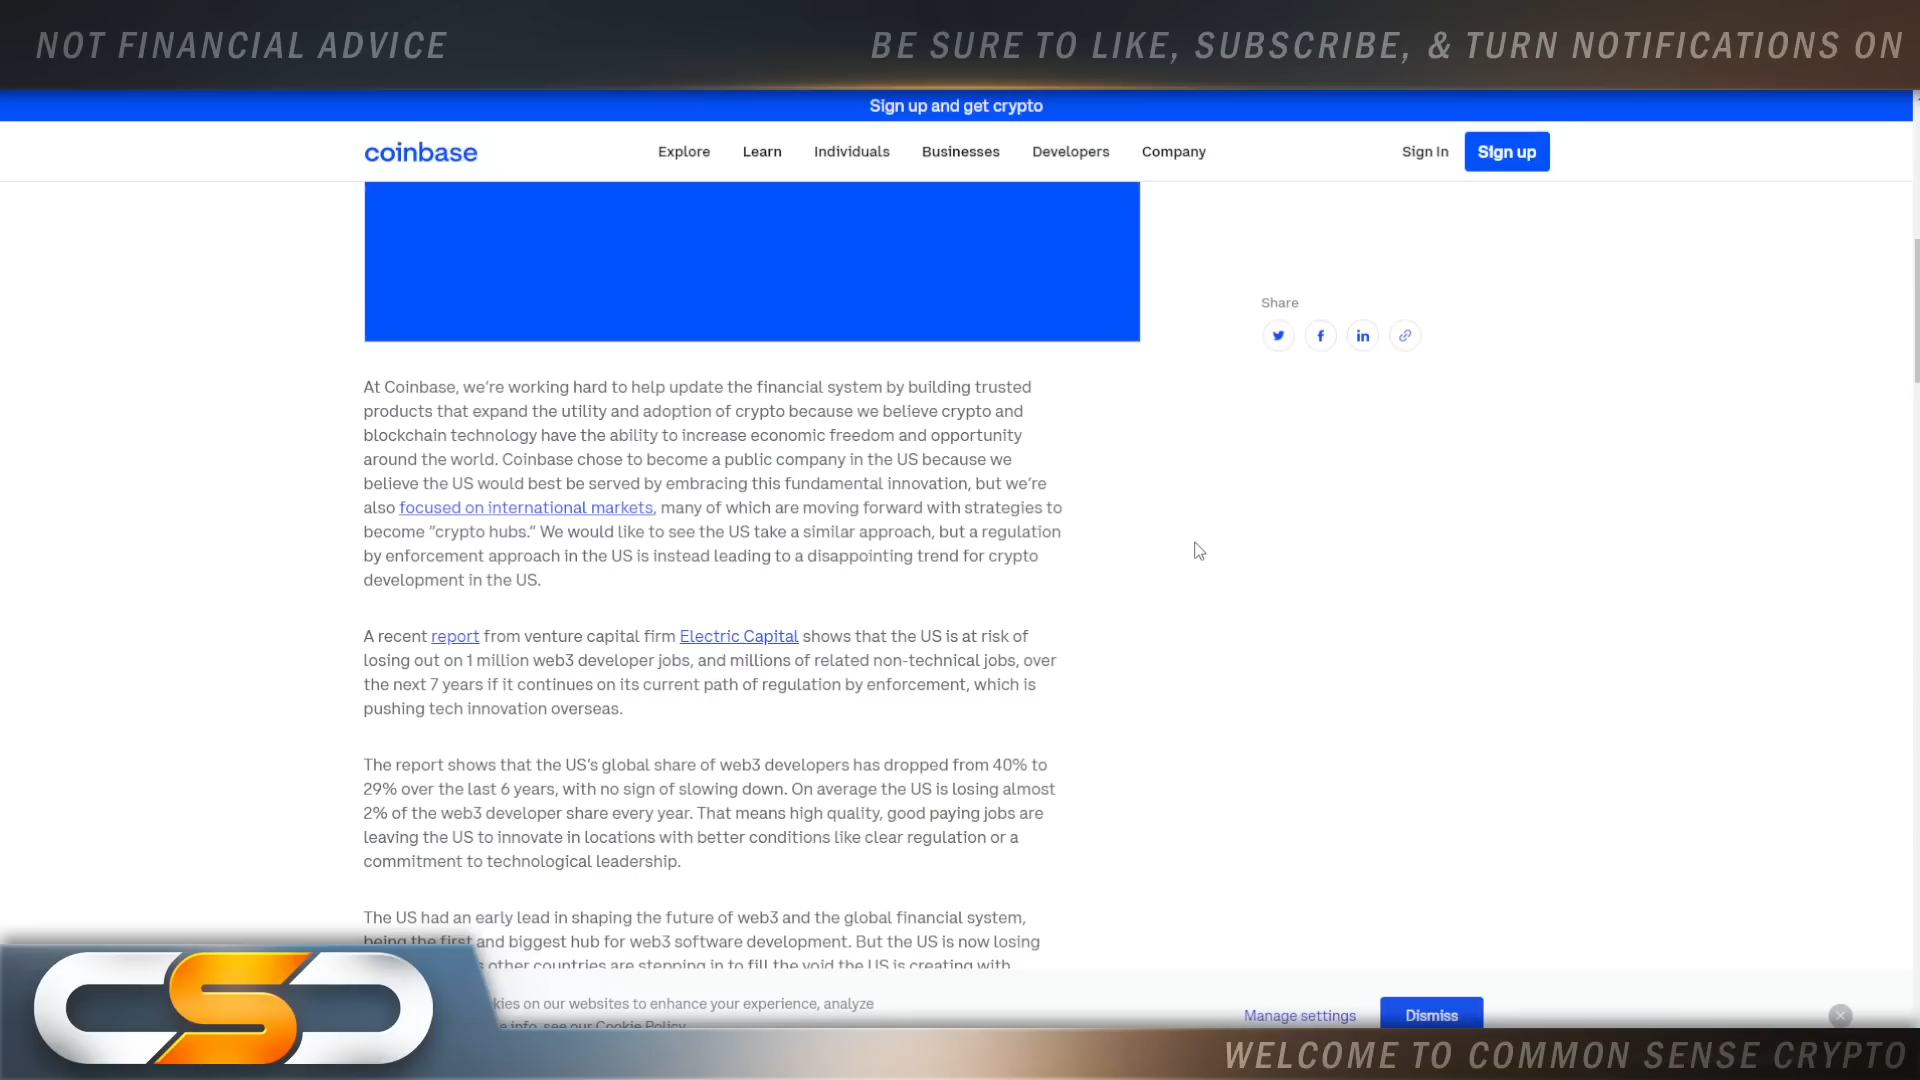 NOT FINANCIAL ADVICE
BE SURE TO LIKE, SUBSCRIBE, & TURN NOTIFICATIONS ON
Sign up and get crypto
coinbase
Explore
Learn
Individuals
Businesses
Developers
Company
Sign In
Sign up
Share
At Coinbase, we’re working hard to help update the financial system by building trusted
products that expand the utility and adoption of crypto because we believe crypto and
blockchain technology have the ability to increase economic freedom and opportunity
around the world. Coinbase chose to become a public company in the US because we
believe the US would best be served by embracing this fundamental innovation, but we’re
also focused on international markets, many of which are moving forward with strategies to
become “crypto hubs.” We would like to see the US take a similar approach, but a regulation
by enforcement approach in the US is instead leading to a disappointing trend for crypto
development in the US.
A recent report from venture capital firm Electric Capital shows that the US is at risk of
losing out on 1 million web3 developer jobs, and millions of related non-technical jobs, over
the next 7 years if it continues on its current path of regulation by enforcement, which is
pushing tech innovation overseas.
The report shows that the US’s global share of web3 developers has dropped from 40% to
29% over the last 6 years, with no sign of slowing down. On average the US is losing almost
2% of the web3 developer share every year. That means high quality, good paying jobs are
leaving the US to innovate in locations with better conditions like clear regulation or a
commitment to technological leadership.
The US had an early lead in shaping the future of web3 and the global financial system,
being the first and biggest hub for web3 software development. But the US is now losing
other countries are stepping in to fill the void the US is creating with
kies on our websites to enhance your experience, analyze
e info, see our Cookie Policy.
Manage settings
Dismiss
CSC
WELCOME TO COMMON SENSE CRYPTO